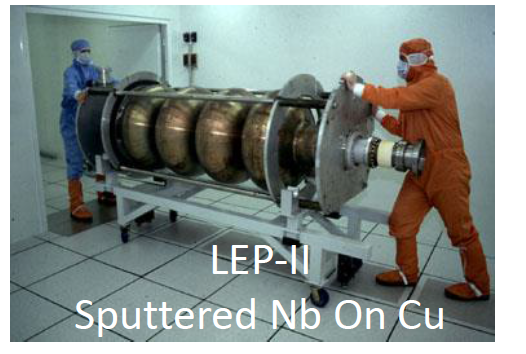 LEP-II
Sputtered Nb On Cu